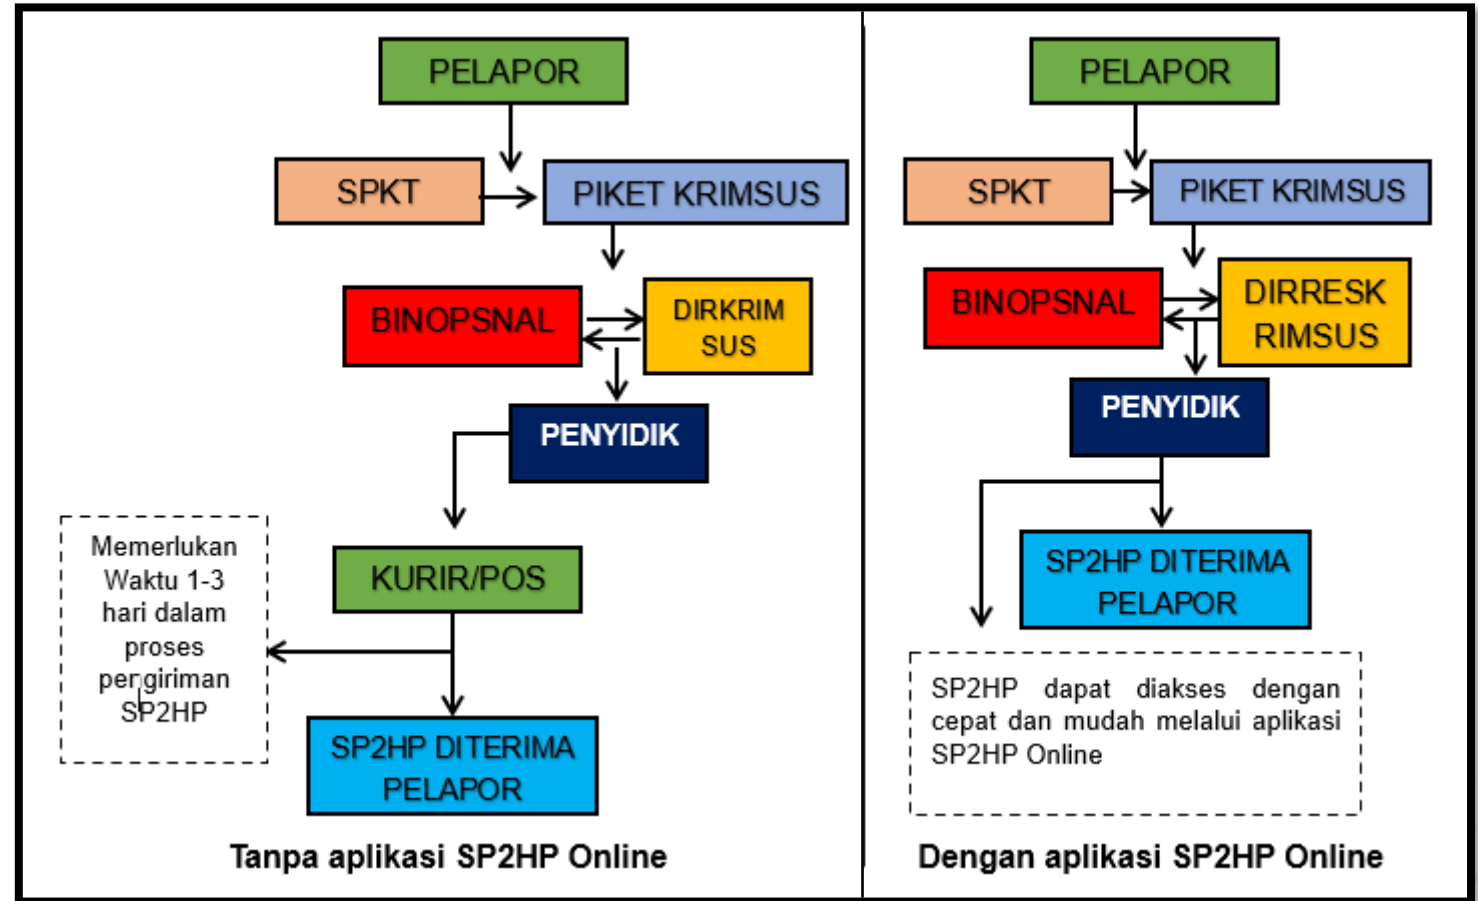 PELAPOR
SPKT
PIKET KRIMSUS
BINOPSNAL
DIRKRIM
SUS
PENYIDIK
KURIR/POS
Memerlukan
Waktu 1-3
hari dalam
proses
pengiriman
SP2HP
SP2HP DITERIMA
PELAPOR
Tanpa aplikasi SP2HP Online
PELAPOR
SPKT
PIKET KRIMSUS
BINOPSNAL
DIRRESK
RIMSUS
PENYIDIK
SP2HP DITERIMA
PELAPOR
SP2HP dapat diakses dengan
cepat dan mudah melalui aplikasi
SP2HP Online
Dengan aplikasi SP2HP Online